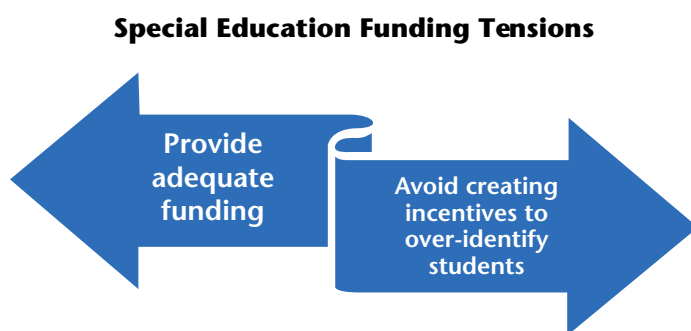 Special Education Funding Tensions
Provide
adequate
funding
Avoid creating
incentives to
over-identify
students